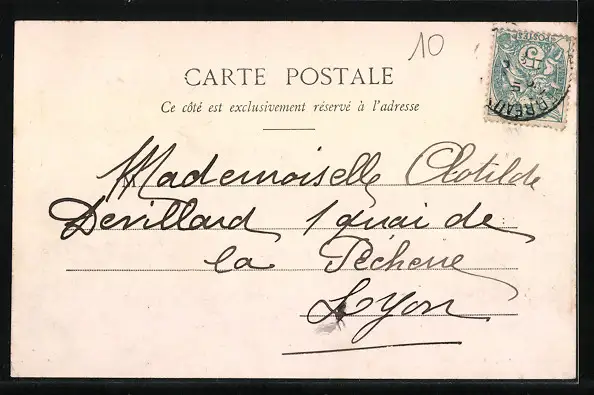 10
CARTE POSTALE
Ce côté est exclusivement réservé à l'adresse
Mademoiselle Clotilde
Devillard 1 quai de
la Pêcherie
Lyon